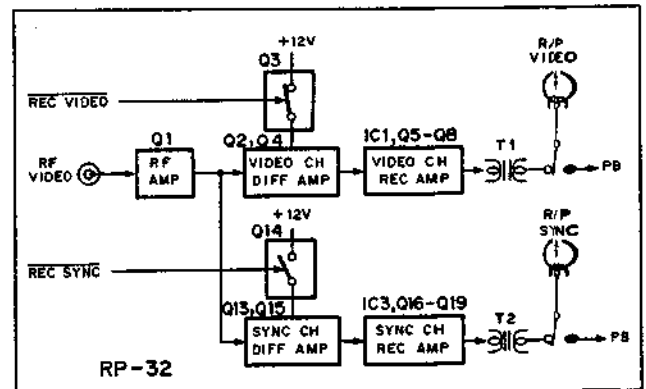 +12V
Q3
R/P
VIDEO
REC VIDEO
Q1
Q2, Q4
IC1, Q5-Q8
T1
RF
VIDEO
RF
AMP
VIDEO CH
DIFF AMP
VIDEO CH
REC AMP
PB
+12V
Q14
R/P
SYNC
REC SYNC
Q13, Q15
IC3, Q16-Q19
T2
SYNC CH
DIFF AMP
SYNC CH
REC AMP
PB
RP-32